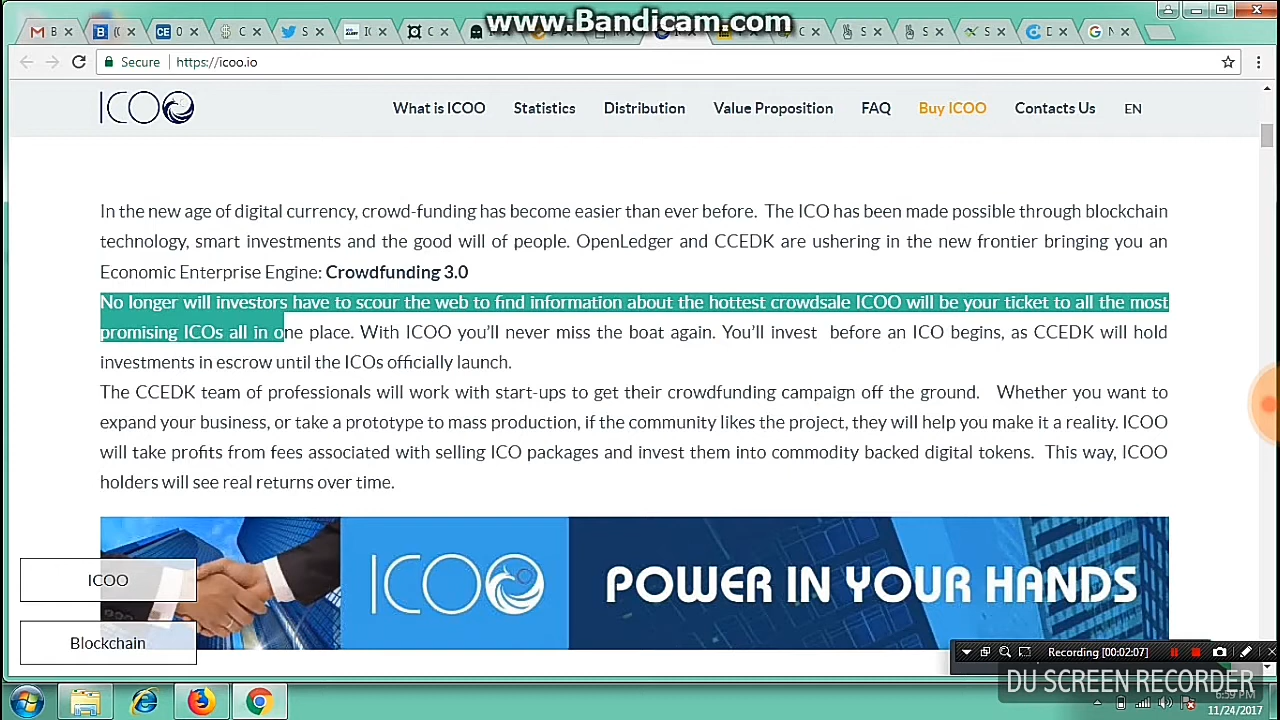 www.Bandicam.com
Secure https://icoo.io
ICOO
What is ICOO Statistics Distribution Value Proposition FAQ Buy ICOO Contacts Us EN
In the new age of digital currency, crowd-funding has become easier than ever before. The ICO has been made possible through blockchain
technology, smart investments and the good will of people. OpenLedger and CCEDK are ushering in the new frontier bringing you an
Economic Enterprise Engine: Crowdfunding 3.0
No longer will investors have to scour the web to find information about the hottest crowdsale ICOO will be your ticket to all the most
promising ICOs all in one place. With ICOO you'll never miss the boat again. You'll invest before an ICO begins, as CCEDK will hold
investments in escrow until the ICOs officially launch.
The CCEDK team of professionals will work with start-ups to get their crowdfunding campaign off the ground. Whether you want to
expand your business, or take a prototype to mass production, if the community likes the project, they will help you make it a reality. ICOO
will take profits from fees associated with selling ICO packages and invest them into commodity backed digital tokens. This way, ICOO
holders will see real returns over time.
ICOO POWER IN YOUR HANDS
ICOO
Blockchain
Recording [00:02:07]
DU SCREEN RECORDER
6:59 PM
11/24/2017